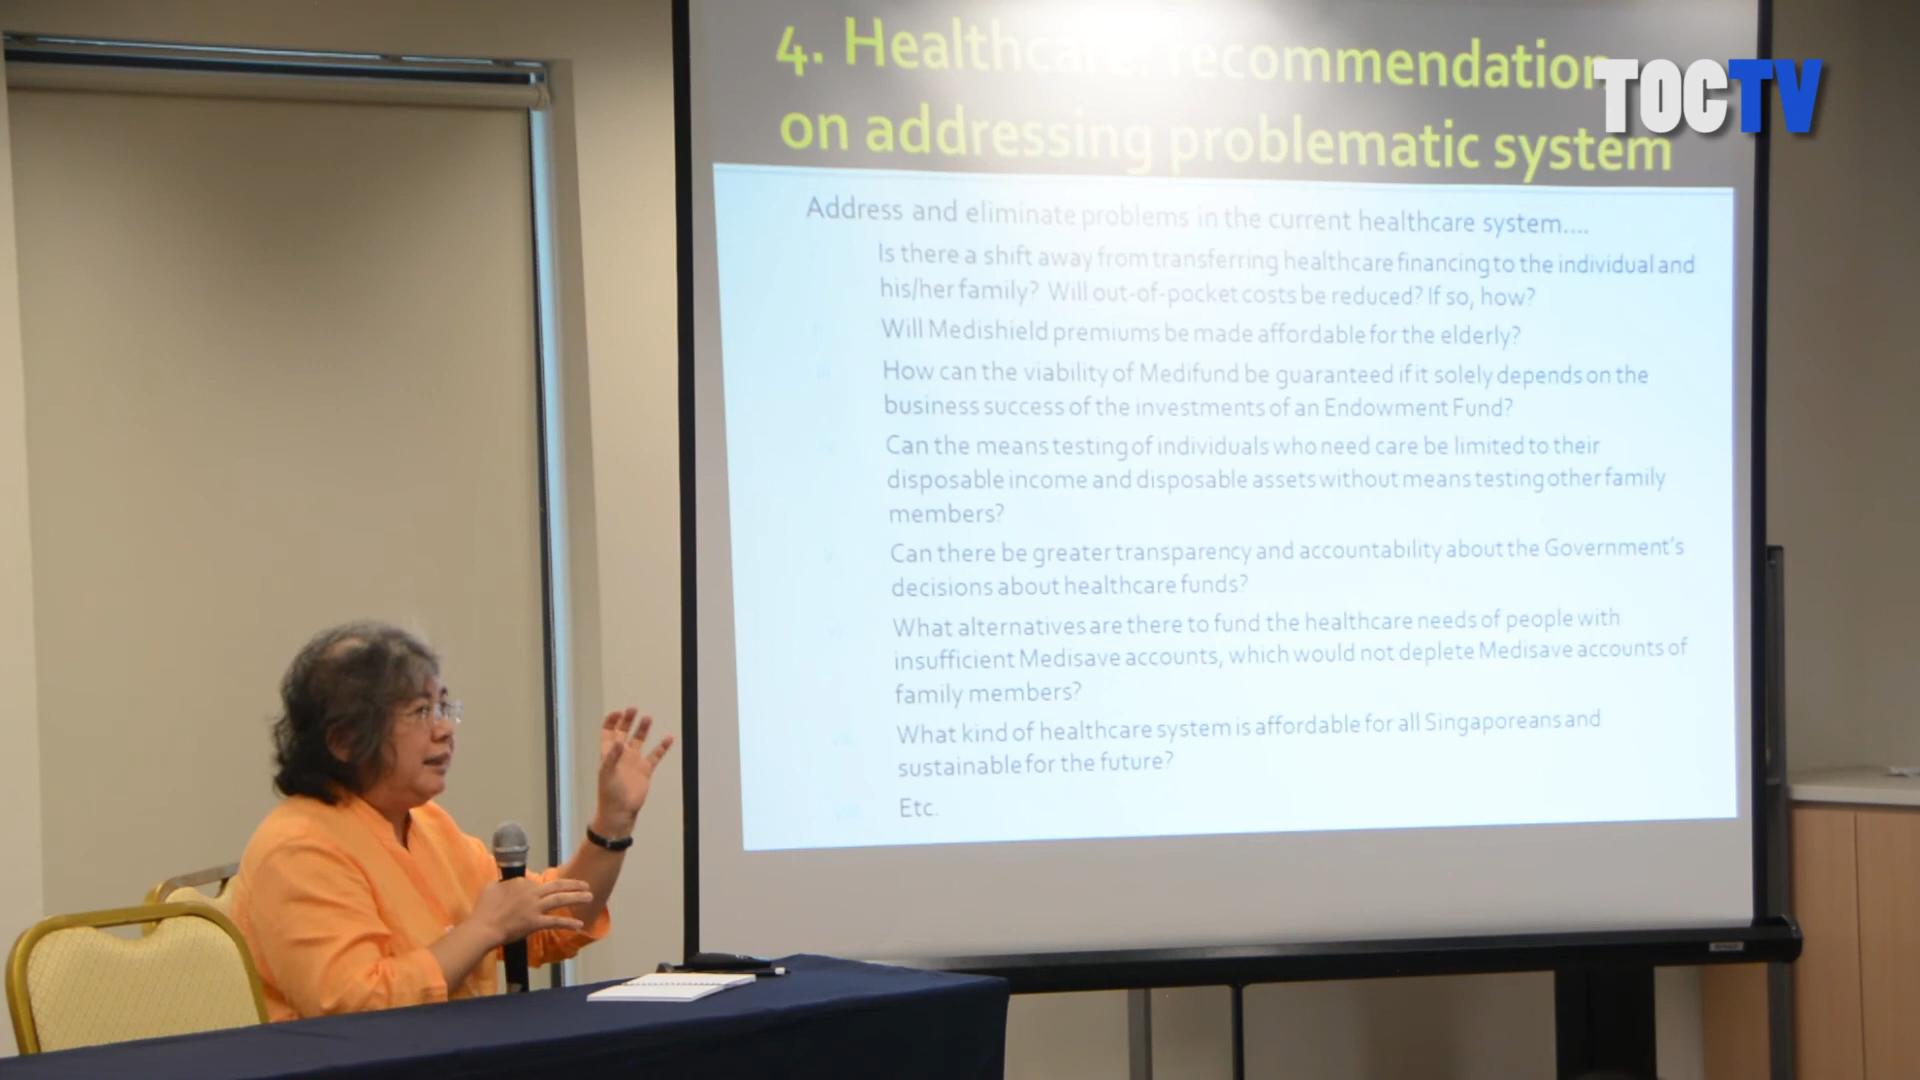 4. Healthcare: recommendation
on addressing problematic system
TOCTV
Address and eliminate problems in the current healthcare system....
Is there a shift away from transferring healthcare financing to the individual and
his/her family? Will out-of-pocket costs be reduced? If so, how?
Will Medishield premiums be made affordable for the elderly?
How can the viability of Medifund be guaranteed if it solely depends on the
business success of the investments of an Endowment Fund?
Can the means testing of individuals who need care be limited to their
disposable income and disposable assets without means testing other family
members?
Can there be greater transparency and accountability about the Government's
decisions about healthcare funds?
What alternatives are there to fund the healthcare needs of people with
insufficient Medisave accounts, which would not deplete Medisave accounts of
family members?
What kind of healthcare system is affordable for all Singaporeans and
sustainable for the future?
Etc.